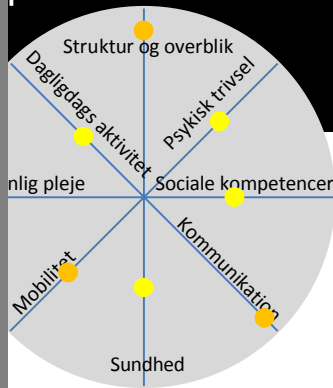 Struktur og overblik
Dagligdags aktivitet
Psykisk trivsel
nlig pleje
Sociale kompetencer
Mobilitet
Kommunikation
Sundhed